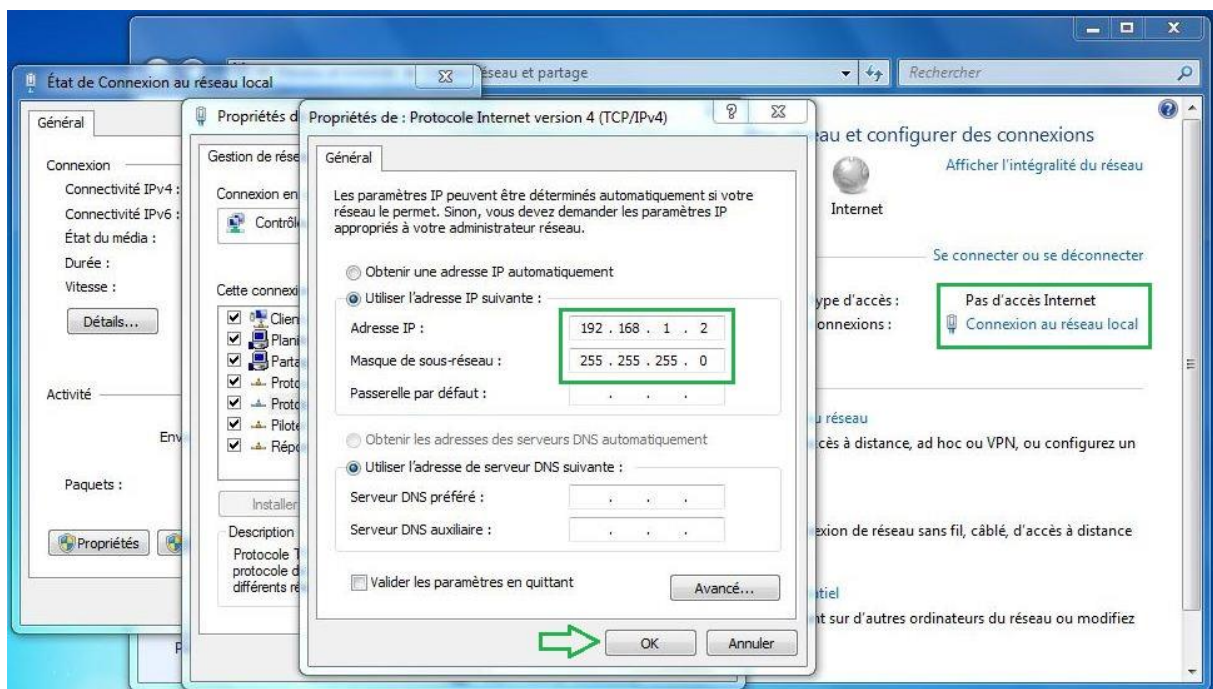 éseau et partage
Rechercher
État de Connexion au réseau local
Général
Connexion
Connectivité IPv4 :
Connectivité IPv6 :
État du média :
Durée :
Vitesse :
Détails...
Activité
Paquets :
Propriétés
Propriétés d
Gestion de rése
Connexion en
Contrôl
Cette connexi
Clien
Plani
Parta
Proto
Proto
Pilote
Répo
Installer
Description
Protocole T
protocole d
différents ré
Propriétés de : Protocole Internet version 4 (TCP/IPv4)
Général
Les paramètres IP peuvent être déterminés automatiquement si votre
réseau le permet. Sinon, vous devez demander les paramètres IP
appropriés à votre administrateur réseau.
Obtenir une adresse IP automatiquement
Utiliser l'adresse IP suivante :
Adresse IP :
192 . 168 . 1 . 2
Masque de sous-réseau :
255 . 255 . 255 . 0
Passerelle par défaut :
. . .
Obtenir les adresses des serveurs DNS automatiquement
Utiliser l'adresse de serveur DNS suivante :
Serveur DNS préféré :
. . .
Serveur DNS auxiliaire :
. . .
Valider les paramètres en quittant
Avancé...
OK
Annuler
eau et configurer des connexions
Afficher l'intégralité du réseau
Internet
Se connecter ou se déconnecter
ype d'accès :
Pas d'accès Internet
onnexions :
Connexion au réseau local
u réseau
ccès à distance, ad hoc ou VPN, ou configurez un
exion de réseau sans fil, câblé, d'accès à distance
ntiel
nt sur d'autres ordinateurs du réseau ou modifiez